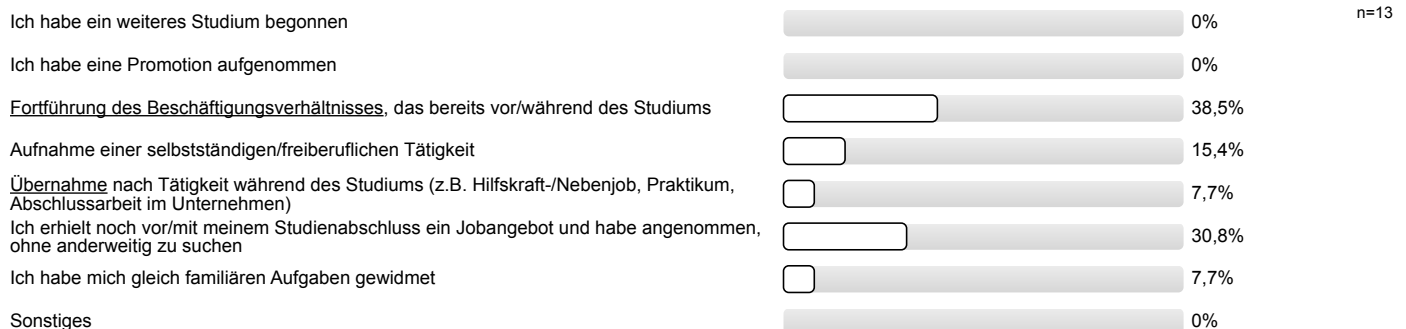 Ich habe ein weiteres Studium begonnen 0% n=13
Ich habe eine Promotion aufgenommen 0%
Fortführung des Beschäftigungsverhältnisses, das bereits vor/während des Studiums 38,5%
Aufnahme einer selbstständigen/freiberuflichen Tätigkeit 15,4%
Übernahme nach Tätigkeit während des Studiums (z.B. Hilfskraft-/Nebenjob, Praktikum,
Abschlussarbeit im Unternehmen) 7,7%
Ich erhielt noch vor/mit meinem Studienabschluss ein Jobangebot und habe angenommen,
ohne anderweitig zu suchen 30,8%
Ich habe mich gleich familiären Aufgaben gewidmet 7,7%
Sonstiges 0%